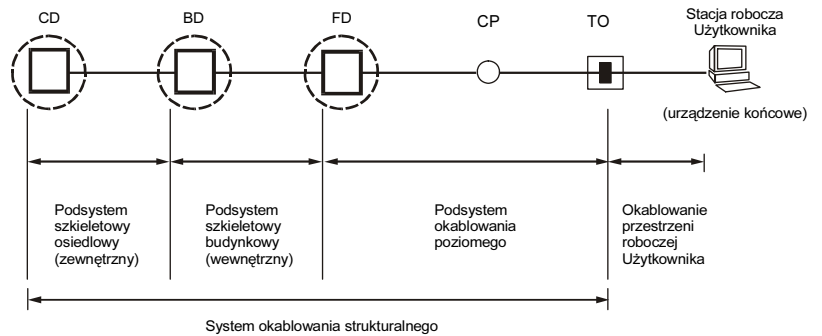 CD
BD
FD
CP
TO
Stacja robocza
Użytkownika
(urządzenie końcowe)
Podsystem
szkieletowy
osiedlowy
(zewnętrzny)
Podsystem
szkieletowy
budynkowy
(wewnętrzny)
Podsystem
okablowania
poziomego
Okablowanie
przestrzeni
roboczej
Użytkownika
System okablowania strukturalnego